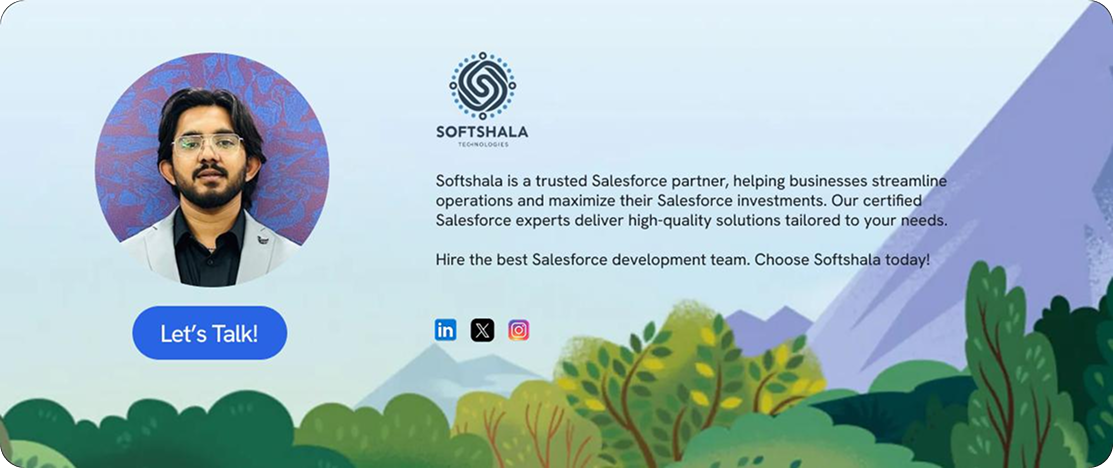 SOFTSHALA
TECHNOLOGIES
Softshala is a trusted Salesforce partner, helping businesses streamline
operations and maximize their Salesforce investments. Our certified
Salesforce experts deliver high-quality solutions tailored to your needs.
Hire the best Salesforce development team. Choose Softshala today!
Let’s Talk!
in
X